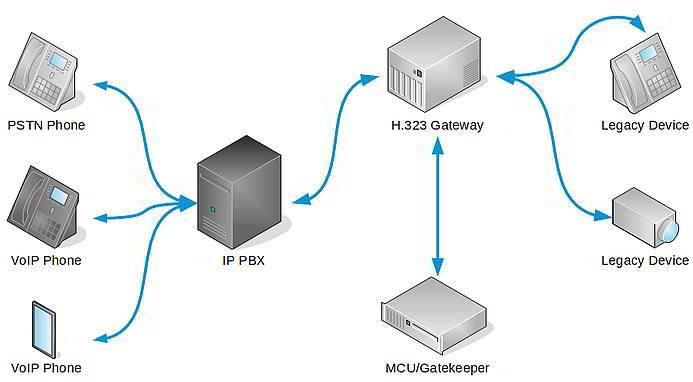 PSTN Phone
H.323 Gateway
Legacy Device
VoIP Phone
IP PBX
Legacy Device
VoIP Phone
MCU/Gatekeeper